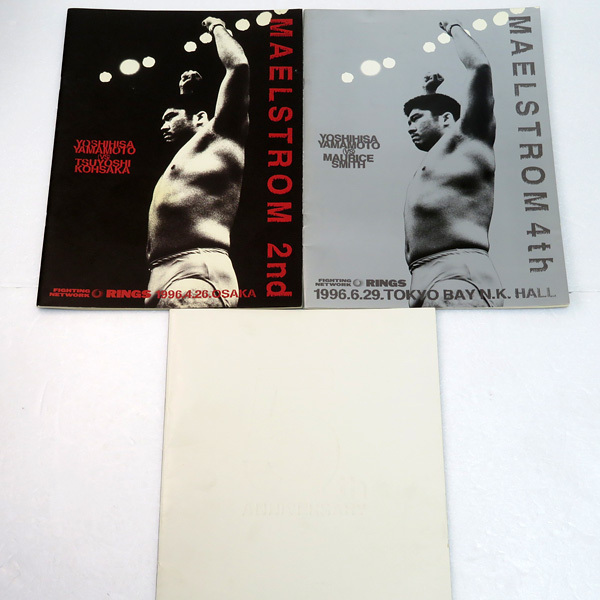 MAELSTROM 2nd
YOSHIHISA
YAMAMOTO
VS
TSUYOSHI
KOHSAKA
FIGHTING
NETWORK RINGS 1996.4.26.OSAKA
MAELSTROM 4th
YOSHIHISA
YAMAMOTO
VS
MAURICE
SMITH
FIGHTING
NETWORK RINGS
1996.6.29.TOKYO BAY N.K. HALL